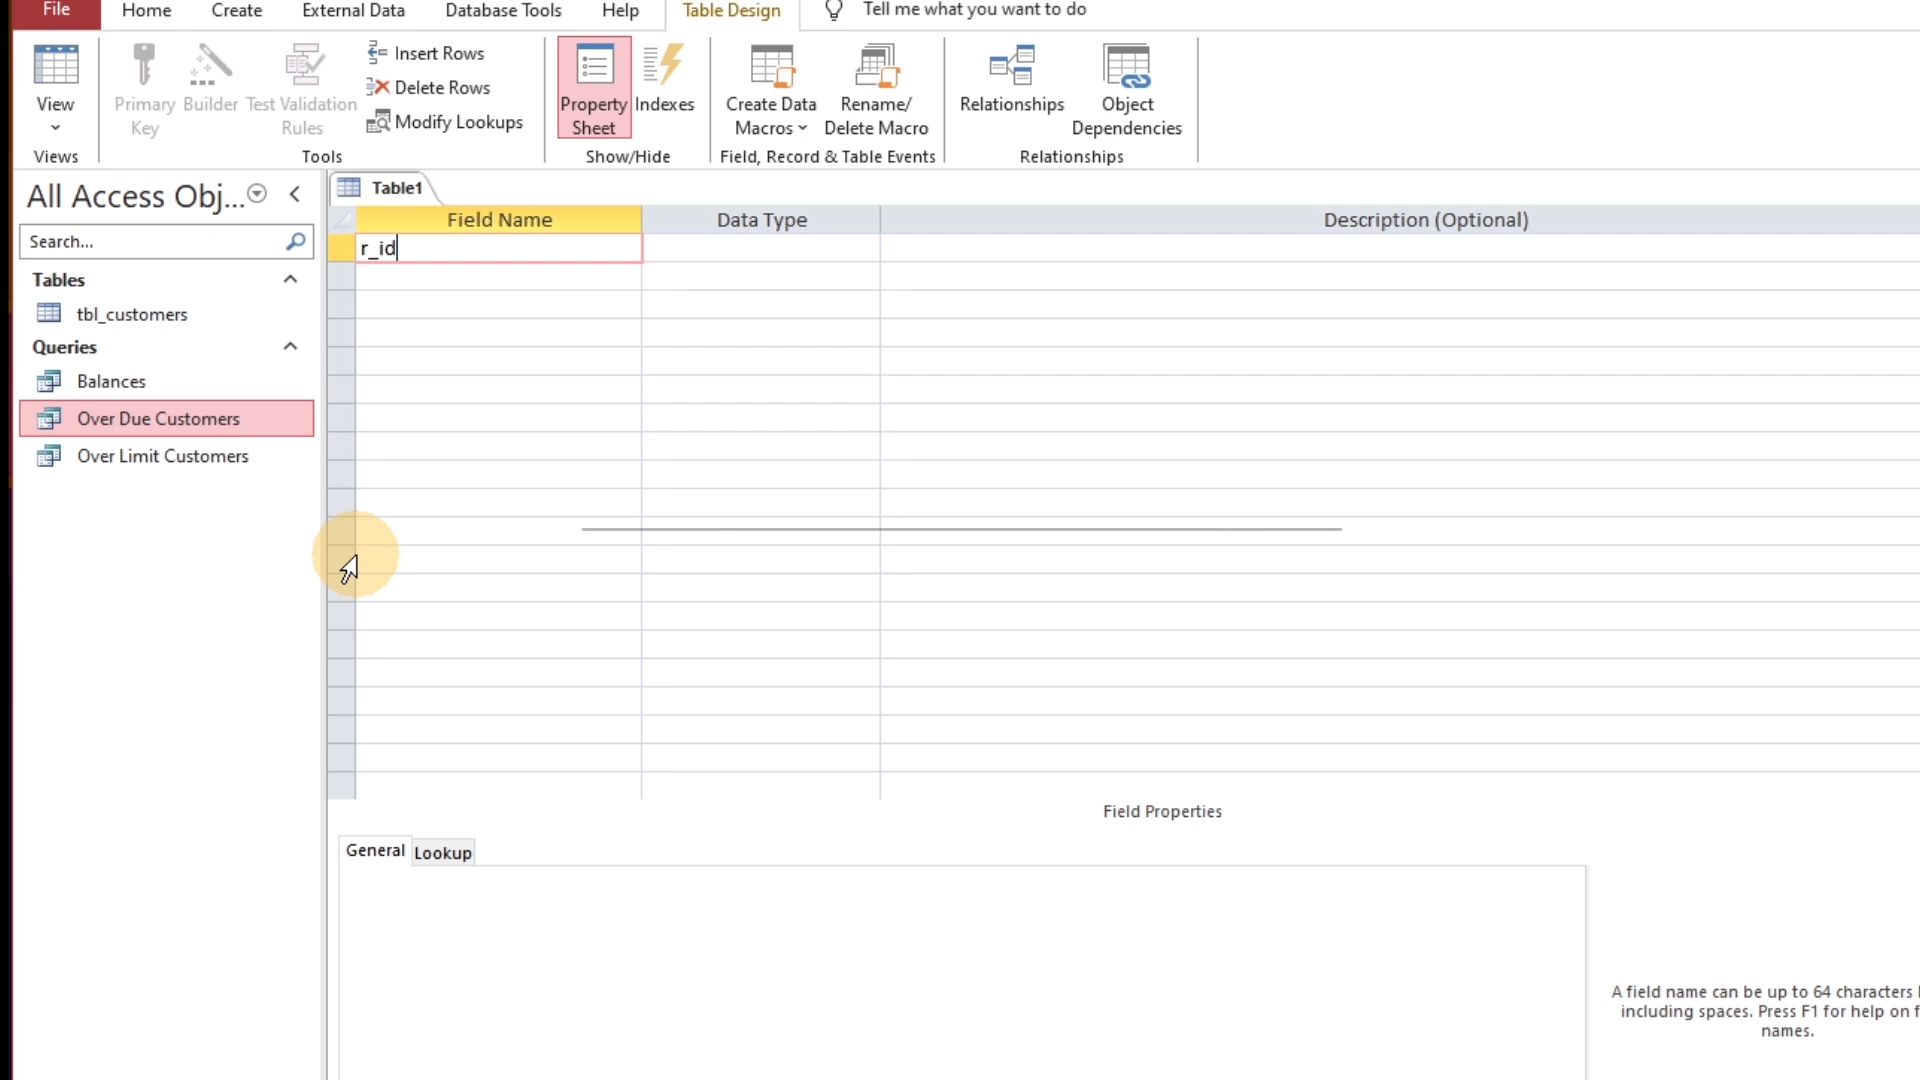 File Home Create External Data Database Tools Help Table Design Tell me what you want to do
View
Views
Primary Key
Builder
Test Validation Rules
Insert Rows
Delete Rows
Modify Lookups
Tools
Property Sheet
Indexes
Show/Hide
Create Data Macros
Rename/ Delete Macro
Field, Record & Table Events
Relationships
Object Dependencies
Relationships
All Access Obj...
Search...
Tables
tbl_customers
Queries
Balances
Over Due Customers
Over Limit Customers
Table1
Field Name Data Type Description (Optional)
r_id
Field Properties
General Lookup
A field name can be up to 64 characters
including spaces. Press F1 for help on
names.